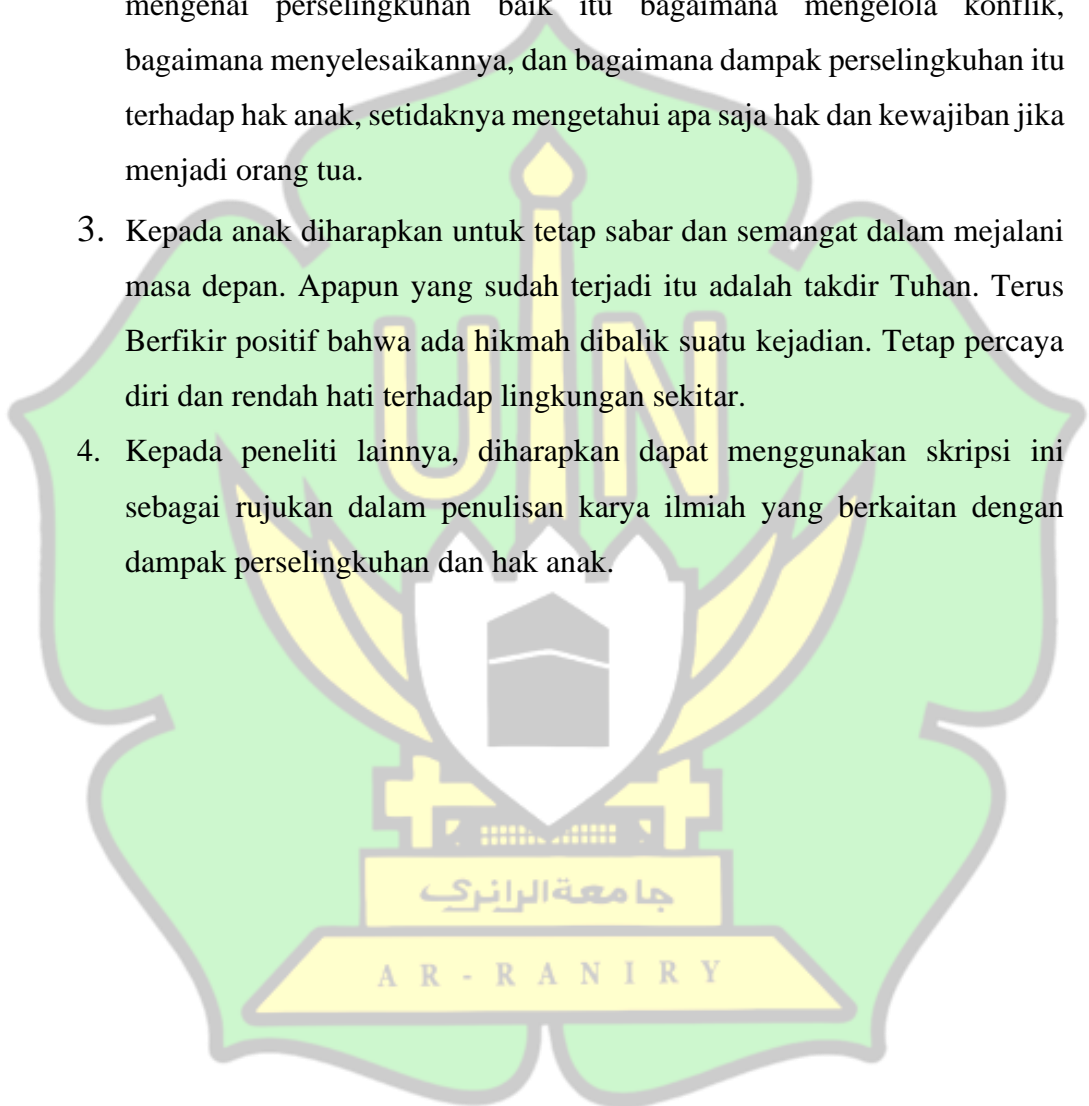 mengenai perselingkuhan baik itu bagaimana mengelola konflik,
bagaimana menyelesaikannya, dan bagaimana dampak perselingkuhan itu
terhadap hak anak, setidaknya mengetahui apa saja hak dan kewajiban jika
menjadi orang tua.
3. Kepada anak diharapkan untuk tetap sabar dan semangat dalam mejalani
masa depan. Apapun yang sudah terjadi itu adalah takdir Tuhan. Terus
Berfikir positif bahwa ada hikmah dibalik suatu kejadian. Tetap percaya
diri dan rendah hati terhadap lingkungan sekitar.
4. Kepada peneliti lainnya, diharapkan dapat menggunakan skripsi ini
sebagai rujukan dalam penulisan karya ilmiah yang berkaitan dengan
dampak perselingkuhan dan hak anak.
UIN
جامعة الرانري
AR-RANIRY